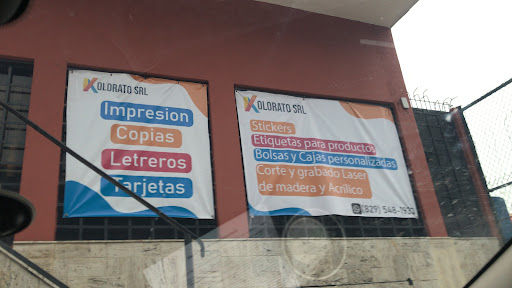 KOLORATO SRL
Impresion
Copias
Letreros
Tarjetas
KOLORATO SRL
Stickers
Etiquetas para productos
Bolsas y Cajas personalizadas
Corte y grabado Laser
de madera y Acrilico
(829) 548-1932